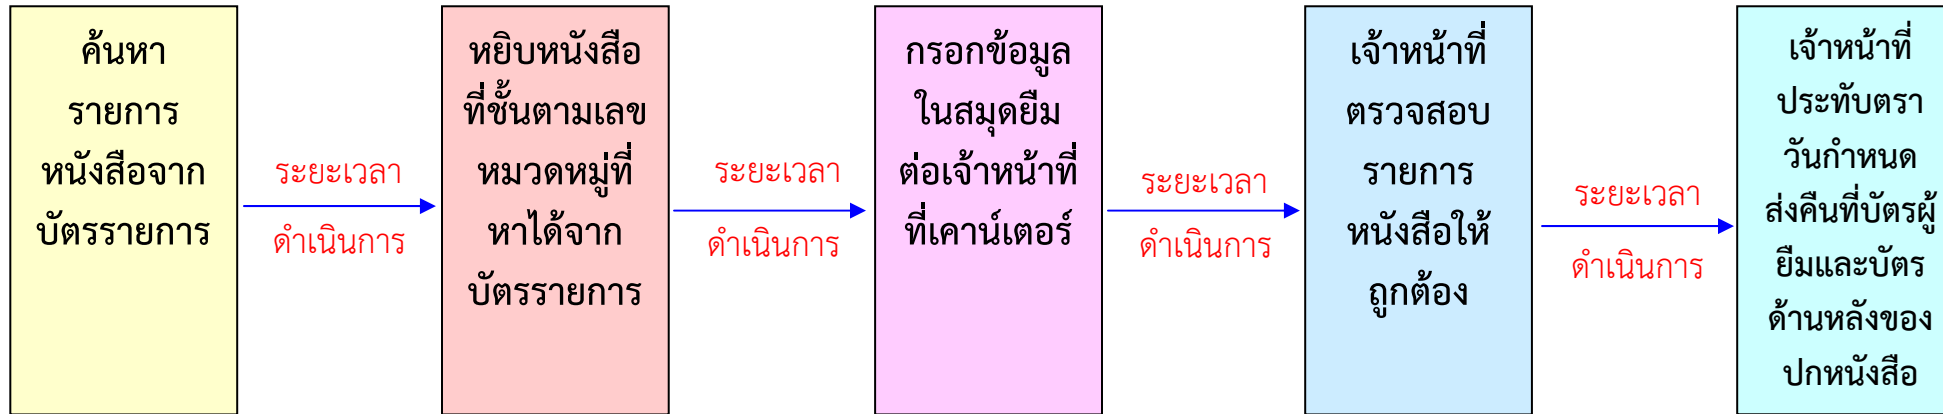 ค้นหา
รายการ
หนังสือจาก
บัตรรายการ
ระยะเวลา
ดำเนินการ
หยิบหนังสือ
ที่ชั้นตามเลข
หมวดหมู่ที่
หาได้จาก
บัตรรายการ
ระยะเวลา
ดำเนินการ
กรอกข้อมูล
ในสมุดยืม
ต่อเจ้าหน้าที่
ที่เคาน์เตอร์
ระยะเวลา
ดำเนินการ
เจ้าหน้าที่
ตรวจสอบ
รายการ
หนังสือให้
ถูกต้อง
ระยะเวลา
ดำเนินการ
เจ้าหน้าที่
ประทับตรา
วันกำหนด
ส่งคืนที่บัตรผู้
ยืมและบัตร
ด้านหลังของ
ปกหนังสือ